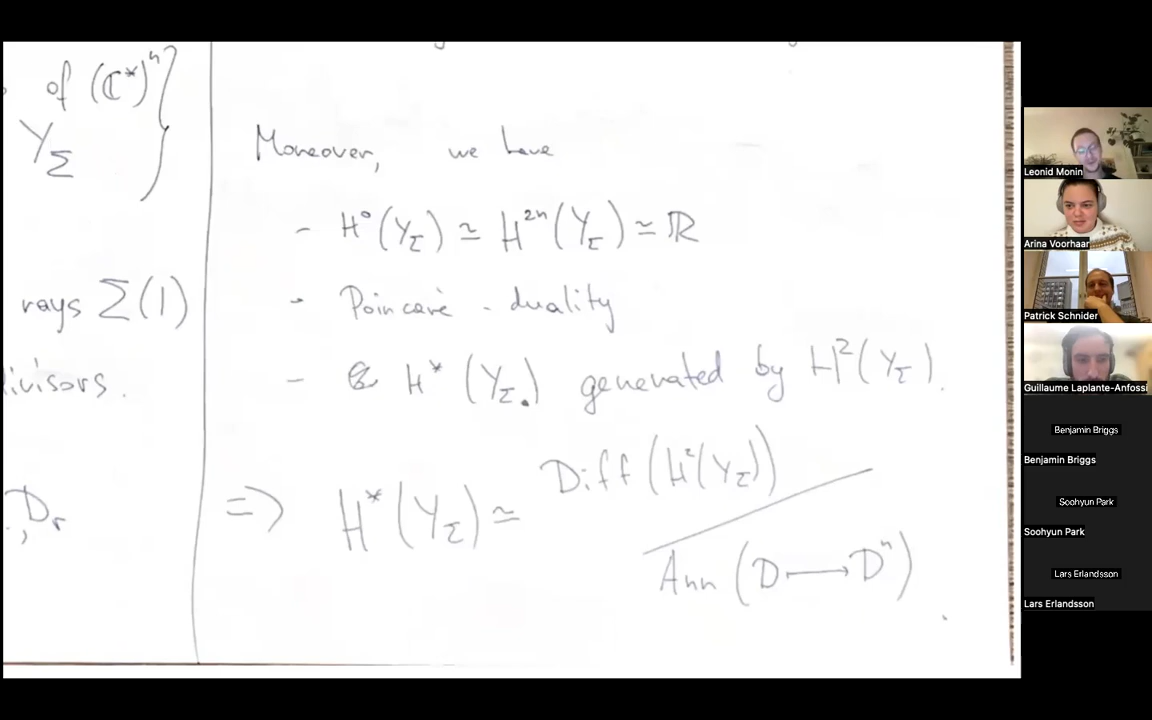 of (ℂ*)ⁿ}
Y_Σ
rays Σ(1)
divisors.
., D_r
Moreover, we have
- H⁰(Y_Σ) ≃ H²ⁿ(Y_Σ) ≃ ℝ
- Poincaré - duality
- H*(Y_Σ) generated by H²(Y_Σ).
=> H*(Y_Σ) ≃ Diff(H²(Y_Σ)) / Ann(D ⟼ Dⁿ)
Leonid Monin
Arina Voorhaar
Patrick Schnider
Guillaume Laplante-Anfossi
Benjamin Briggs
Benjamin Briggs
Soohyun Park
Soohyun Park
Lars Erlandsson
Lars Erlandsson